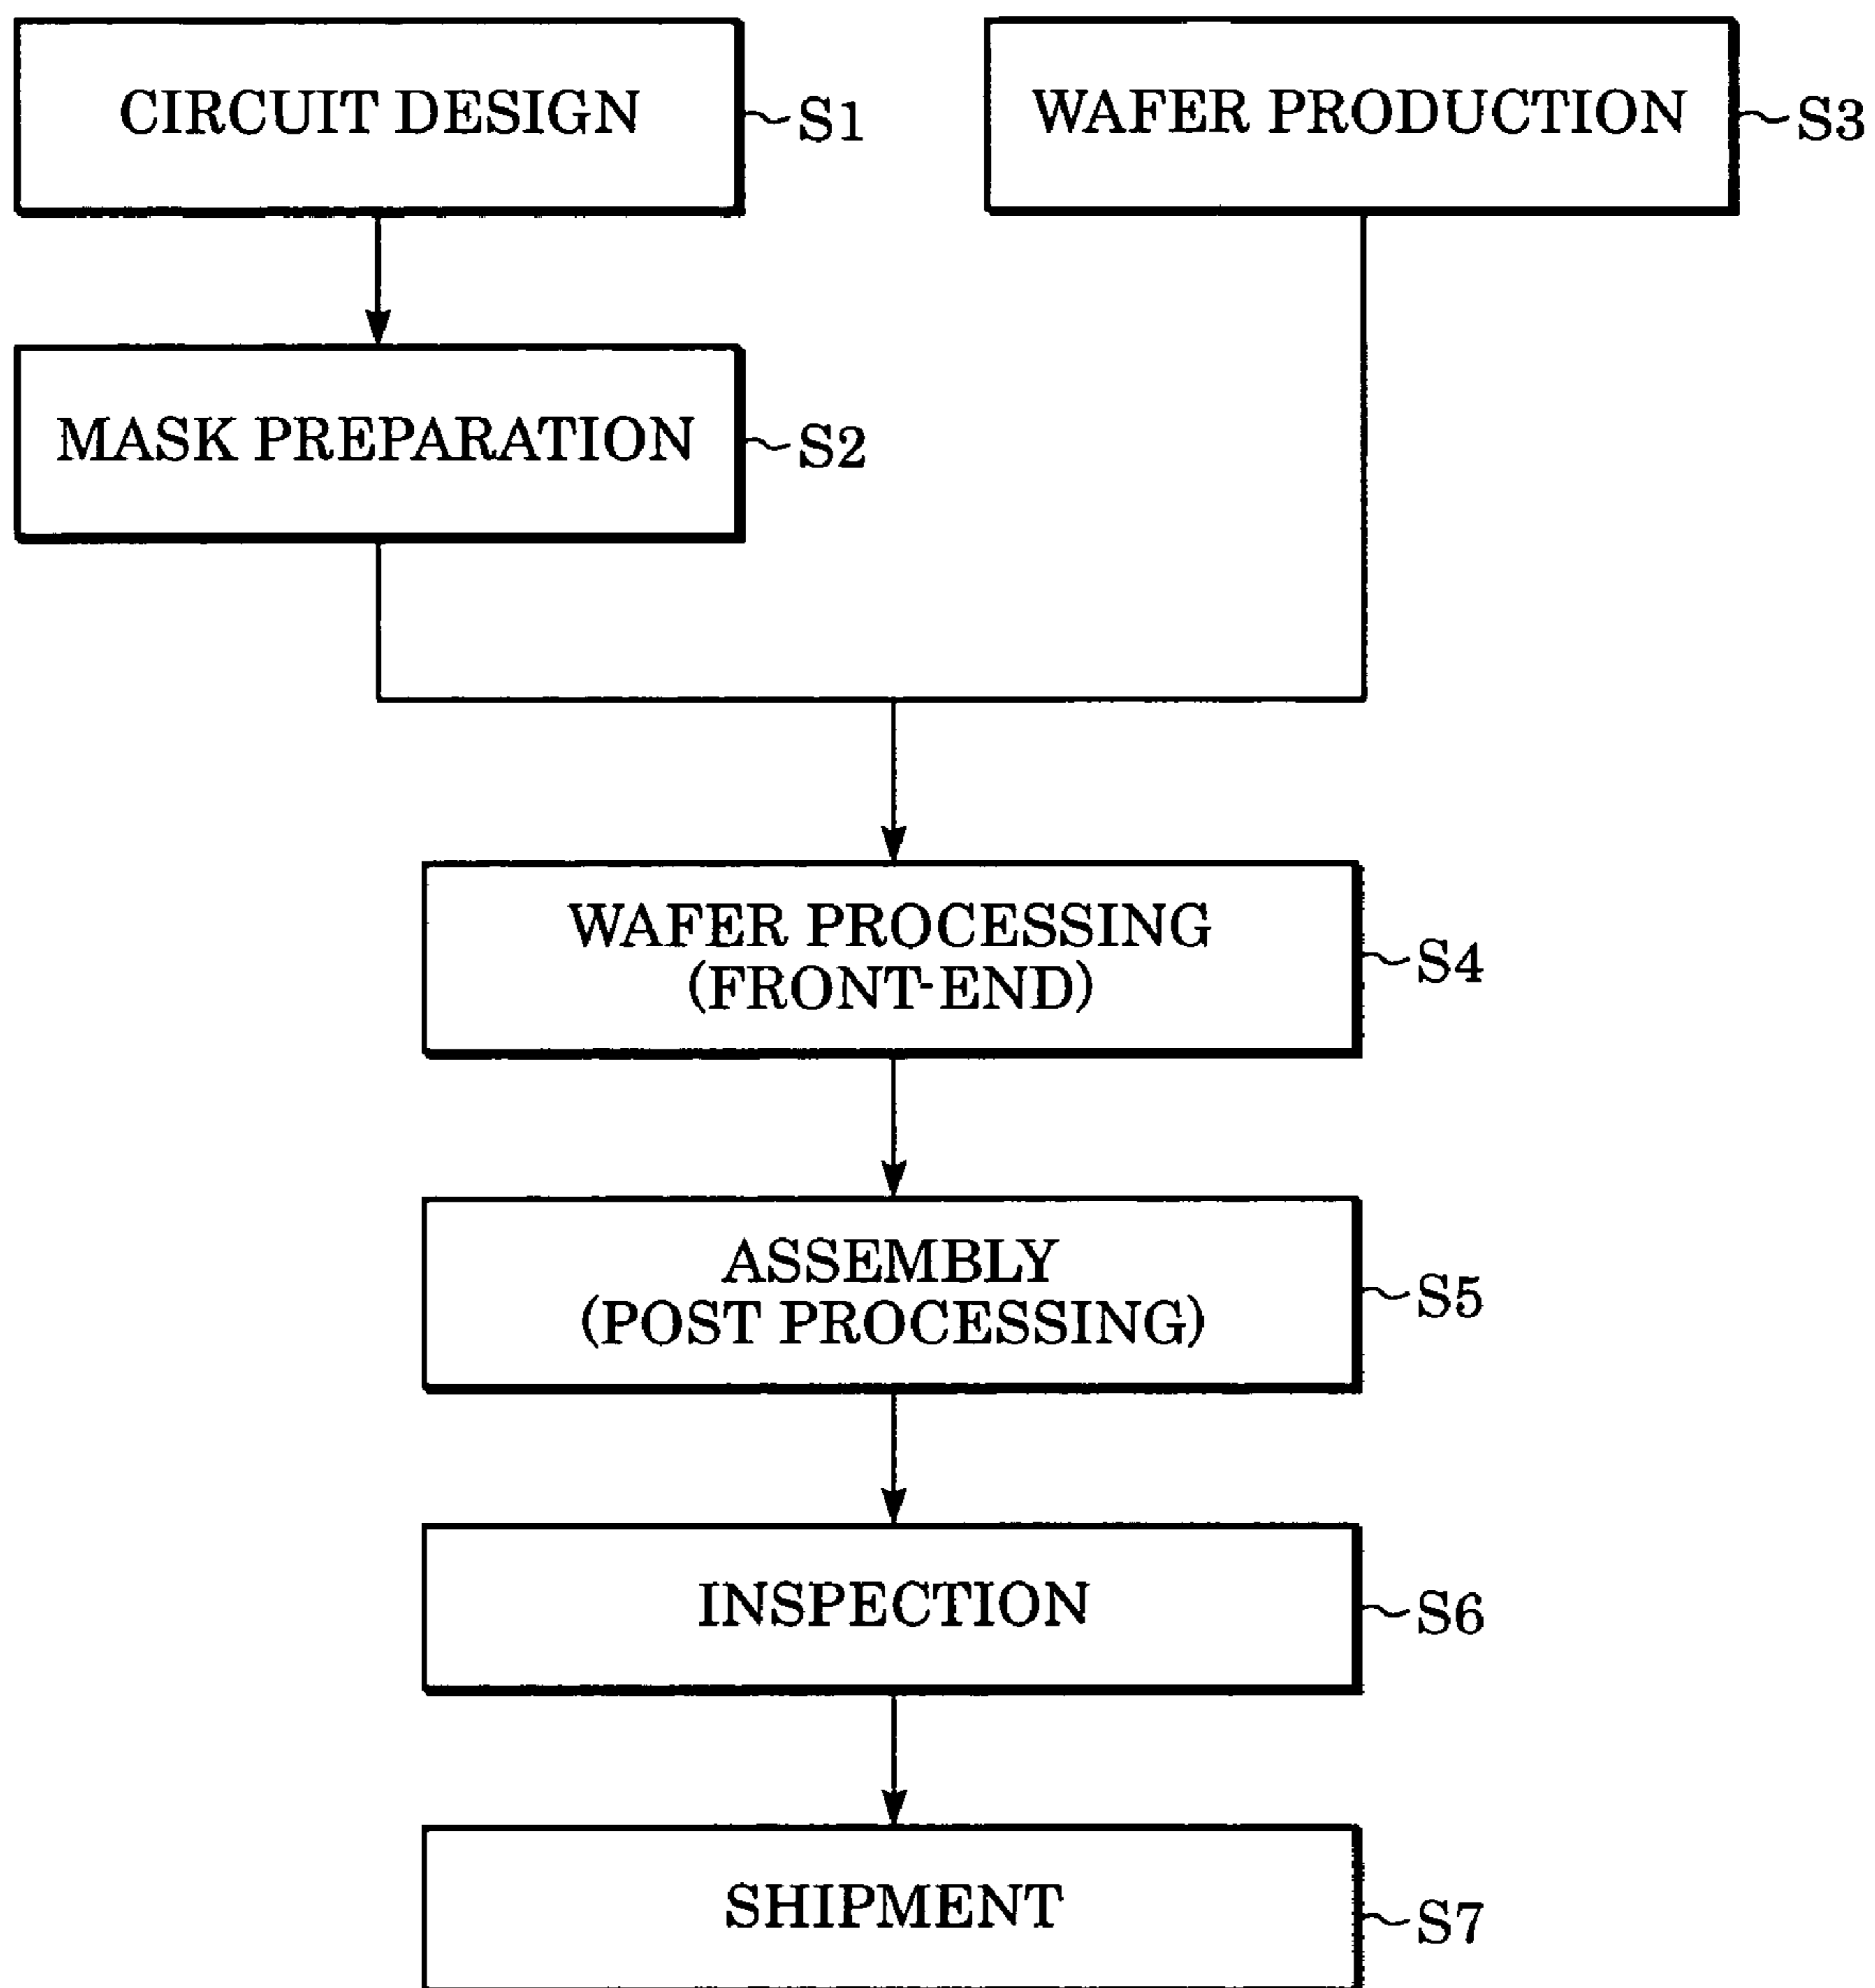 CIRCUIT DESIGN
S1
WAFER PRODUCTION
S3
MASK PREPARATION
S2
WAFER PROCESSING
(FRONT-END)
S4
ASSEMBLY
(POST PROCESSING)
S5
INSPECTION
S6
SHIPMENT
S7